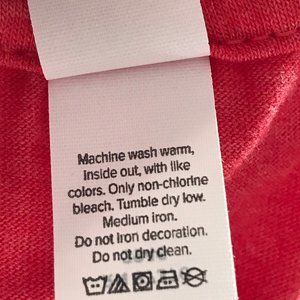 Machine wash warm,
inside out, with like
colors. Only non-chlorine
bleach. Tumble dry low.
Medium iron.
Do not iron decoration.
Do not dry clean.